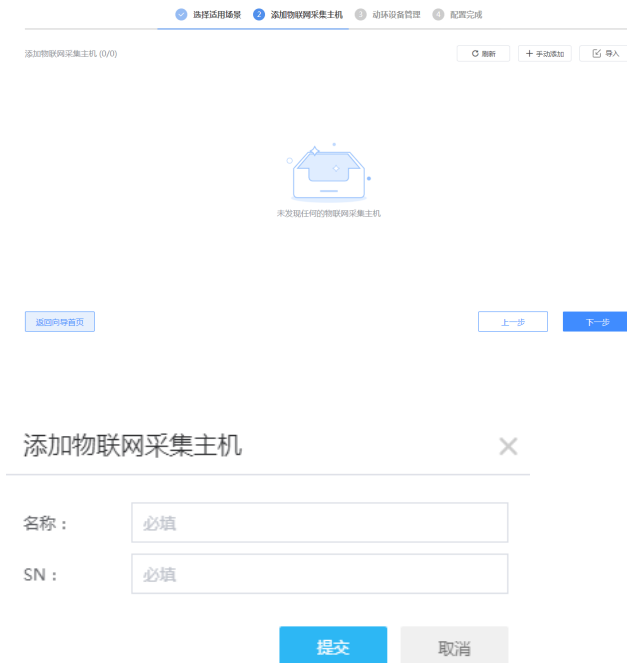 选择适用场景 2 添加物联网采集主机 3 动环设备管理 4 配置完成
添加物联网采集主机 (0/0) 刷新 手动添加 导入
未发现任何的物联网采集主机
返回向导首页 上一步 下一步
添加物联网采集主机
名称： 必填
SN： 必填
提交 取消